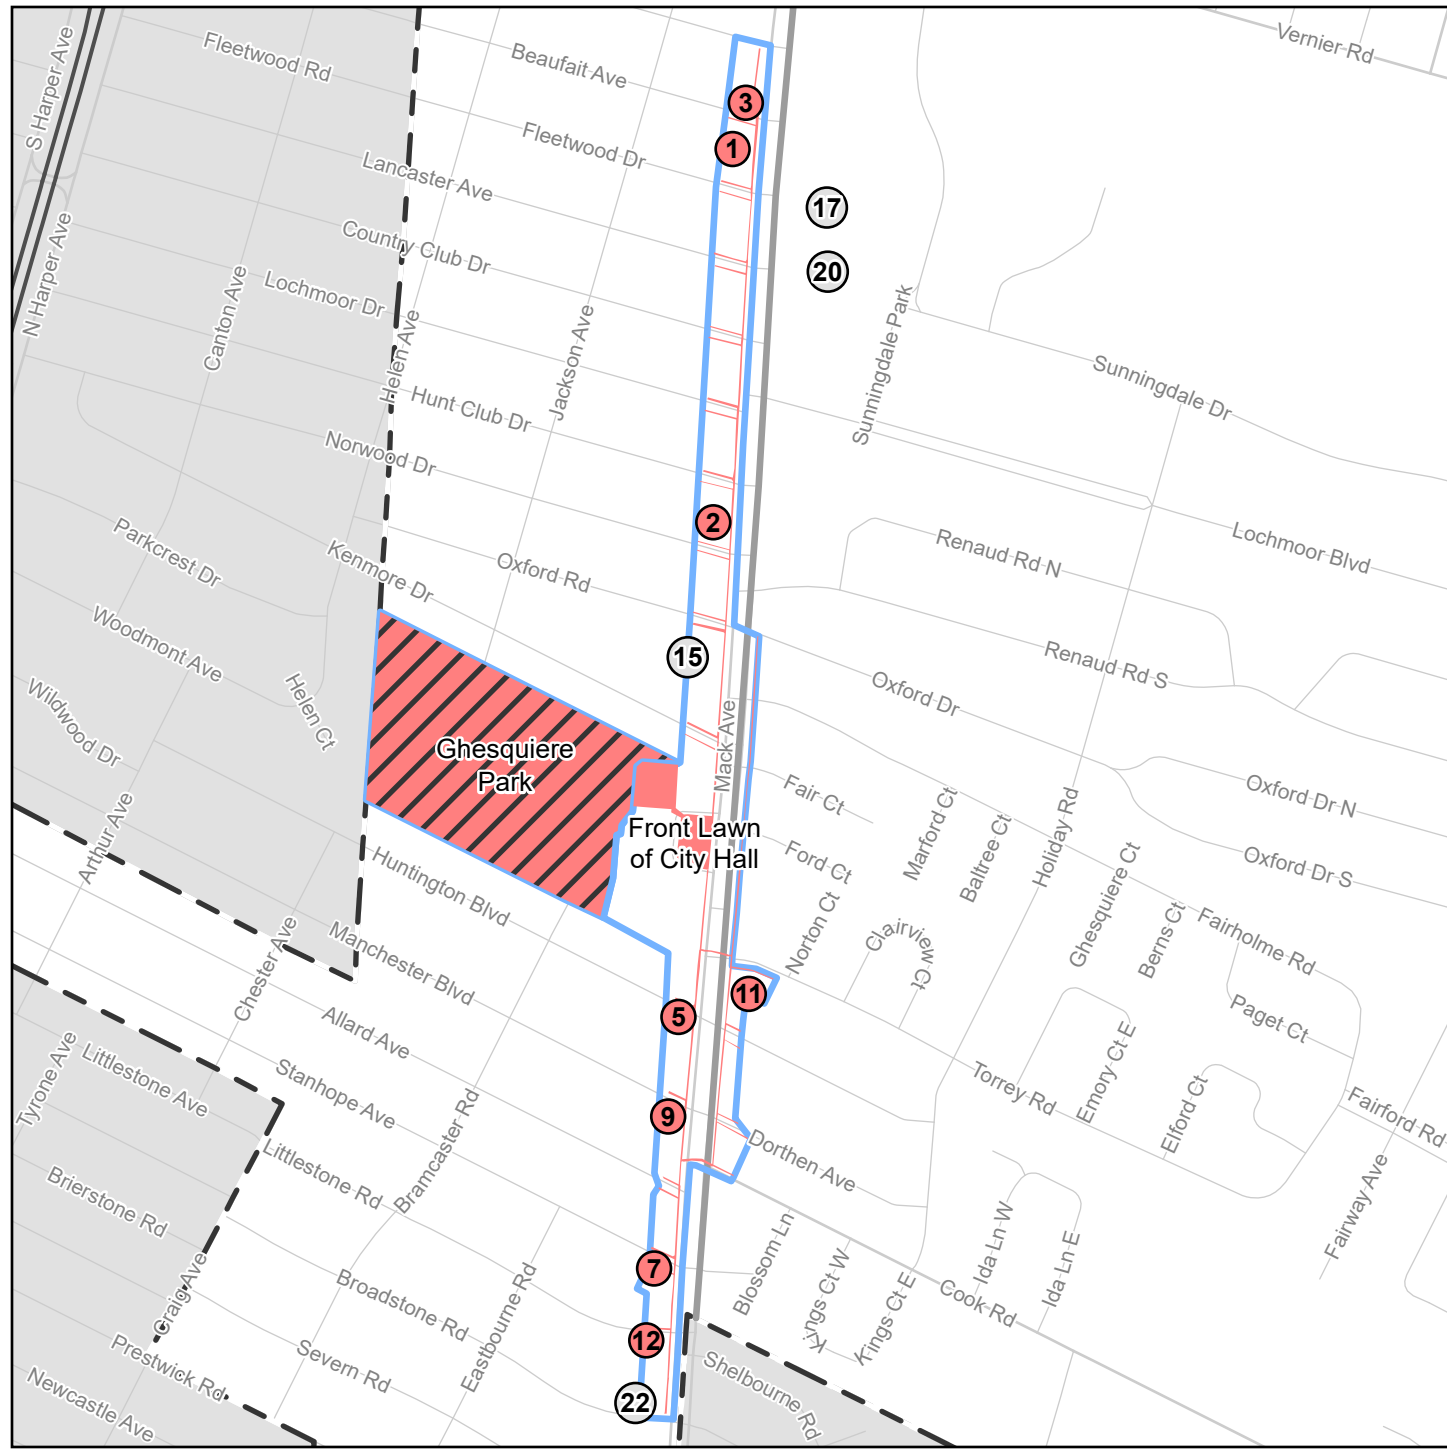 S Harper Ave
Fleetwood Rd
Beaufait Ave
Vernier Rd
3
Fleetwood Dr
1
Lancaster Ave
17
N Harper Ave
Country Club Dr
20
Canton Ave
Lochmoor Dr
Helen Ave
Jackson Ave
Sunningdale Park
Sunningdale Dr
Hunt Club Dr
Norwood Dr
2
Lochmoor Blvd
Parkcrest Dr
Kenmore Dr
Oxford Rd
Renaud Rd N
Woodmont Ave
15
Renaud Rd S
Oxford Dr
Wildwood Dr
Helen Ct
Mack Ave
Ghesquiere
Park
Fair Ct
Oxford Dr N
Arthur Ave
Front Lawn
of City Hall
Marford Ct
Baltree Ct
Holiday Rd
Ford Ct
Oxford Dr S
Huntington Blvd
Norton Ct
Clairview Ct
Ghesquiere Ct
Berns Ct
Fairholme Rd
Manchester Blvd
Chester Ave
11
5
Paget Ct
Allard Ave
Tyrone Ave
Littlestone Ave
Stanhope Ave
Torrey Rd
Emory Ct E
Elford Ct
Fairford Rd
9
Bramcaster Rd
Dorthen Ave
Littlestone Rd
Brierstone Rd
Fairway Ave
Blossom Ln
Ida Ln W
Ida Ln E
7
Kings Ct W
Kings Ct E
Cook Rd
Craig Ave
Broadstone Rd
Eastbourne Rd
12
Prestwick Rd
Severn Rd
Shelbourne Rd
Newcastle Ave
22